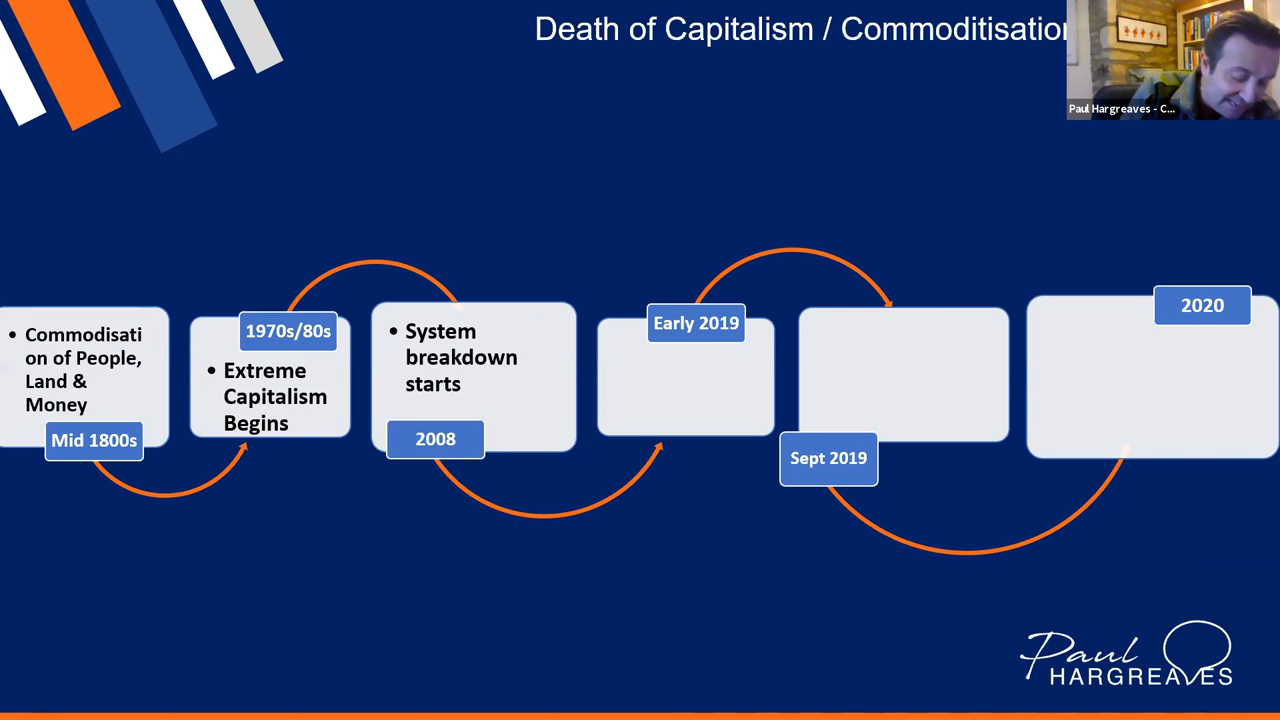 Death of Capitalism / Commoditisation
Paul Hargreaves - C...
• Commodisati
on of People,
Land &
Money
Mid 1800s
1970s/80s
• Extreme
Capitalism
Begins
• System
breakdown
starts
2008
Early 2019
Sept 2019
2020
Paul
HARGREAVES